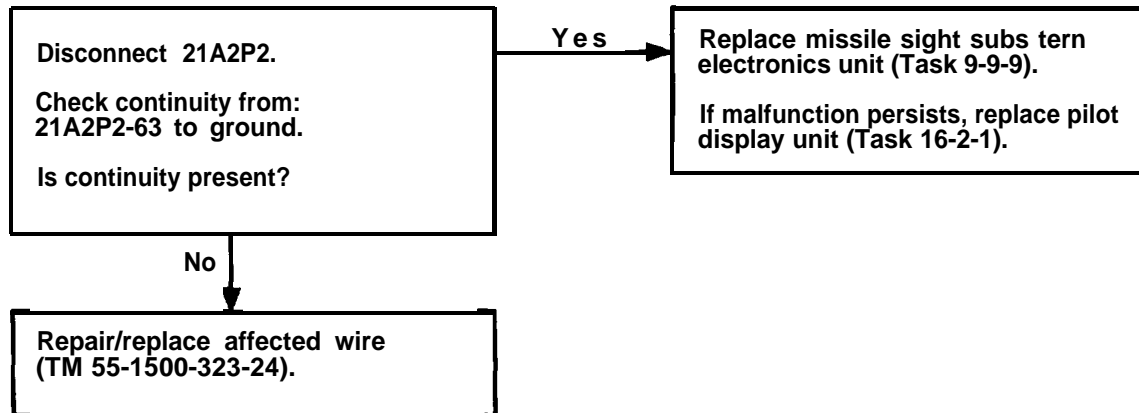 Disconnect 21A2P2.
Check continuity from:
21A2P2-63 to ground.
Is continuity present?
Yes
Replace missile sight subs tern
electronics unit (Task 9-9-9).
If malfunction persists, replace pilot
display unit (Task 16-2-1).
No
Repair/replace affected wire
(TM 55-1500-323-24).